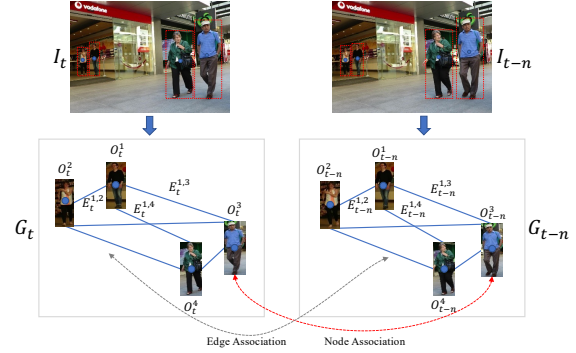 vodafone
vodafone
I_t
I_{t-n}
O_t^1
O_t^2
E_t^{1,2}
E_t^{1,3}
E_t^{1,4}
O_t^3
G_t
O_t^4
O_{t-n}^1
O_{t-n}^2
E_{t-n}^{1,2}
E_{t-n}^{1,3}
E_{t-n}^{1,4}
O_{t-n}^3
G_{t-n}
O_{t-n}^4
Edge Association
Node Association